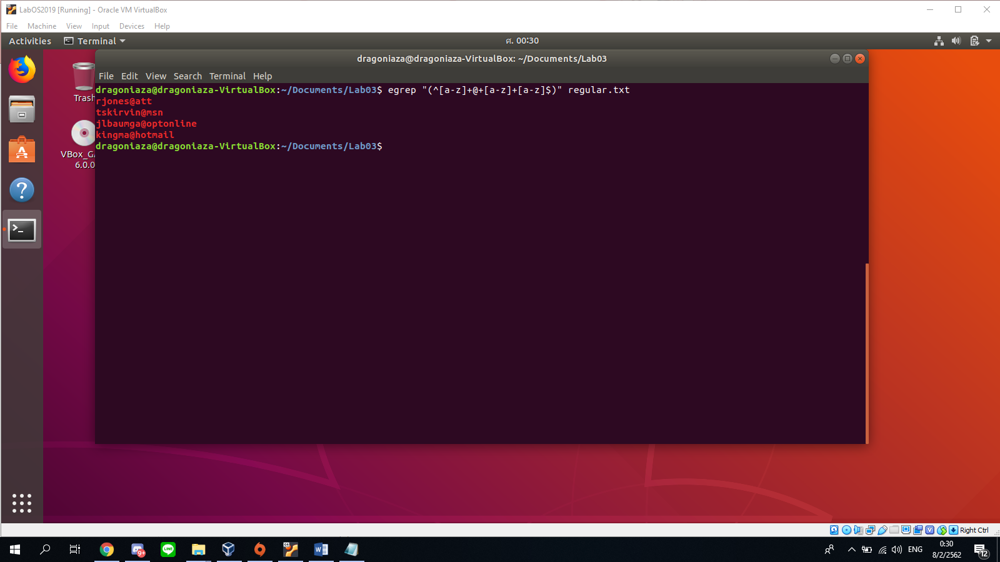 LabOS2019 [Running] - Oracle VM VirtualBox
File Machine View Input Devices Help
Activities Terminal ศ. 00:30
dragoniaza@dragoniaza-VirtualBox: ~/Documents/Lab03
File Edit View Search Terminal Help
dragoniaza@dragoniaza-VirtualBox:~/Documents/Lab03$ egrep "(^[a-z]+@+[a-z]+[a-z]$)" regular.txt
rjones@att
tskirvin@msn
jlbaumga@optonline
kingma@hotmail
dragoniaza@dragoniaza-VirtualBox:~/Documents/Lab03$
Trash
VBox_G
6.0.0
Right Ctrl
9+
64
ENG
0:30
8/2/2562
12